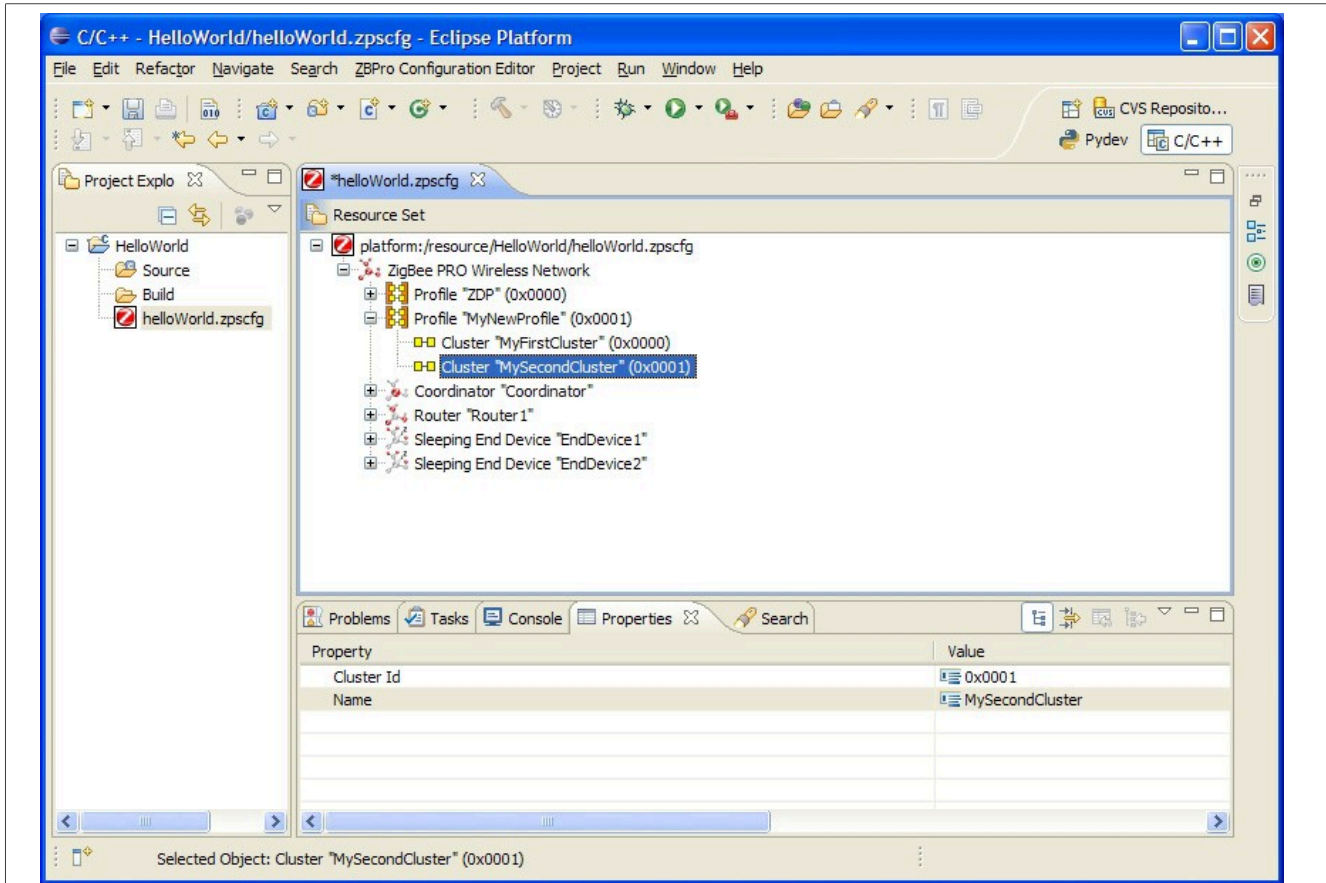 C/C++ - HelloWorld/helloWorld.zpscfg - Eclipse Platform
File Edit Refactor Navigate Search ZBPro Configuration Editor Project Run Window Help
CVS Reposito...
Pydev C/C++
Project Explo
*helloWorld.zpscfg
Resource Set
HelloWorld
Source
Build
helloWorld.zpscfg
platform:/resource/HelloWorld/helloWorld.zpscfg
ZigBee PRO Wireless Network
Profile "ZDP" (0x0000)
Profile "MyNewProfile" (0x0001)
Cluster "MyFirstCluster" (0x0000)
Cluster "MySecondCluster" (0x0001)
Coordinator "Coordinator"
Router "Router1"
Sleeping End Device "EndDevice1"
Sleeping End Device "EndDevice2"
Problems Tasks Console Properties Search
Property Value
Cluster Id 0x0001
Name MySecondCluster
Selected Object: Cluster "MySecondCluster" (0x0001)